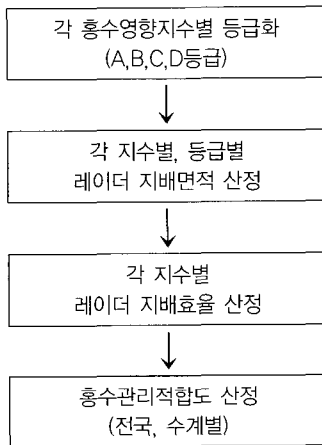 각 홍수영향지수별 등급화
(A,B,C,D등급)
각 지수별, 등급별
레이더 지배면적 산정
각 지수별
레이더 지배효율 산정
홍수관리적합도 산정
(전국, 수계별)